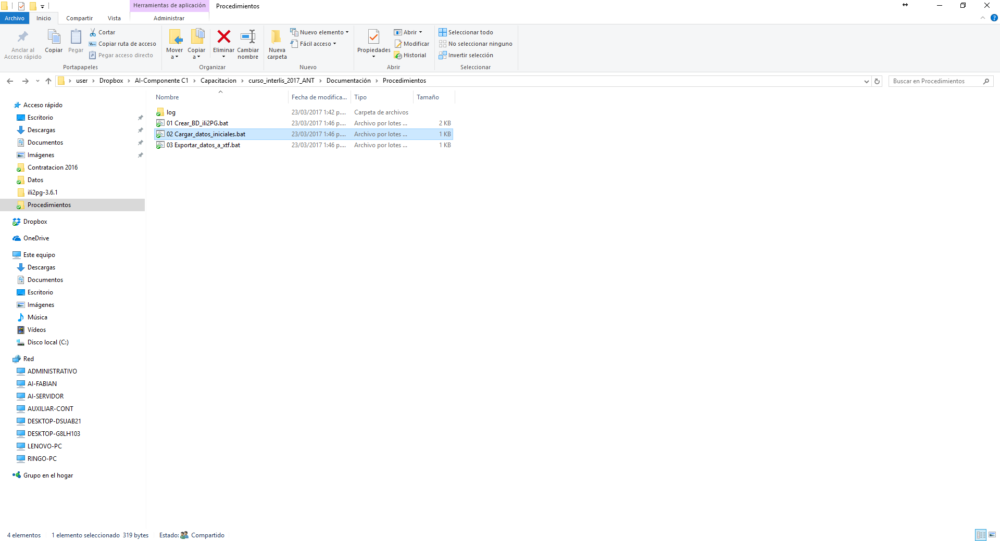 Herramientas de aplicación
Procedimientos
Archivo
Inicio
Compartir
Vista
Administrar
Anclar al
Acceso rápido
Copiar
Pegar
Cortar
Copiar ruta de acceso
Pegar acceso directo
Portapapeles
Mover
a
Copiar
a
Eliminar
Cambiar
nombre
Organizar
Nueva
carpeta
Nuevo elemento
Fácil acceso
Nuevo
Propiedades
Abrir
Modificar
Historial
Abrir
Seleccionar todo
No seleccionar ninguno
Invertir selección
Seleccionar
user > Dropbox > AI-Componente C1 > Capacitacion > curso_interlis_2017_ANT > Documentación > Procedimientos
Buscar en Procedimientos
Acceso rápido
Escritorio
Descargas
Documentos
Imágenes
Contratacion 2016
Datos
ili2pg-3.6.1
Procedimientos
Dropbox
OneDrive
Este equipo
Descargas
Documentos
Escritorio
Imágenes
Música
Vídeos
Disco local (C:)
Red
ADMINISTRATIVO
AI-FABIAN
AI-SERVIDOR
AUXILIAR-CONT
DESKTOP-DSUAB21
DESKTOP-G8LH103
LENOVO-PC
RINGO-PC
Grupo en el hogar
Nombre Fecha de modifica... Tipo Tamaño
log 23/03/2017 1:42 p.... Carpeta de archivos
01 Crear_BD_ili2PG.bat 23/03/2017 1:46 p.... Archivo por lotes ... 2 KB
02 Cargar_datos_iniciales.bat 23/03/2017 1:46 p.... Archivo por lotes ... 1 KB
03 Exportar_datos_a_xtf.bat 23/03/2017 1:46 p.... Archivo por lotes ... 1 KB
4 elementos 1 elemento seleccionado 319 bytes Estado: Compartido